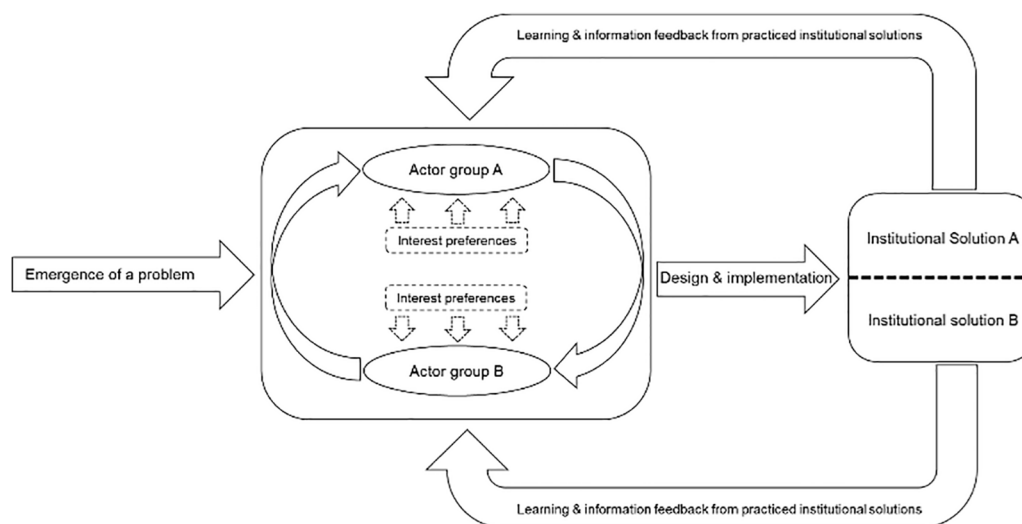 Learning & information feedback from practiced institutional solutions
Actor group A
Interest preferences
Emergence of a problem
Interest preferences
Actor group B
Design & implementation
Institutional Solution A
Institutional solution B
Learning & information feedback from practiced institutional solutions